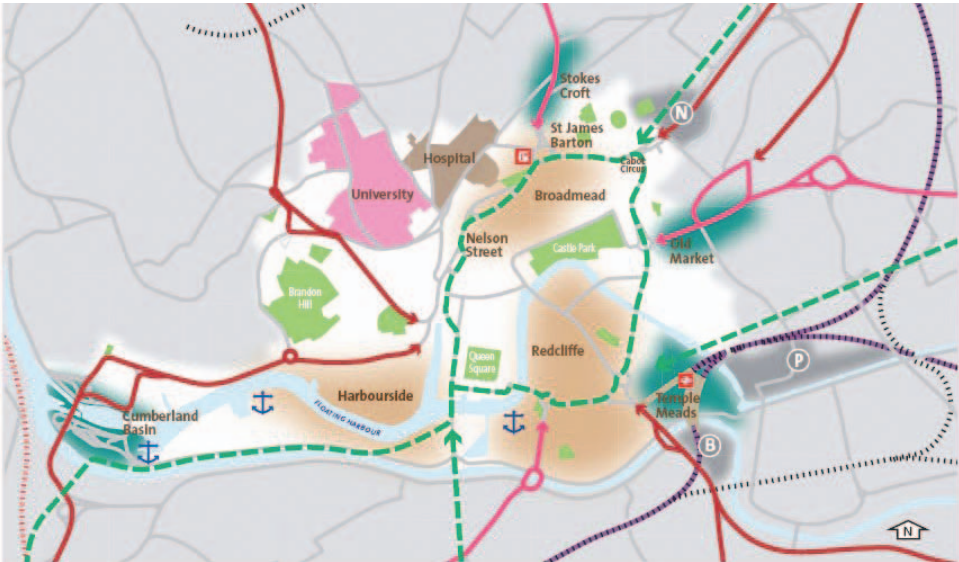 Stokes
Croft
N
St James
Barton
Hospital
Cabot
Circus
University
Broadmead
Nelson
Street
Castle Park
Old
Market
Brandon
Hill
Queen
Square
Redcliffe
P
Harbourside
Temple
Meads
FLOATING HARBOUR
Cumberland
Basin
B
N